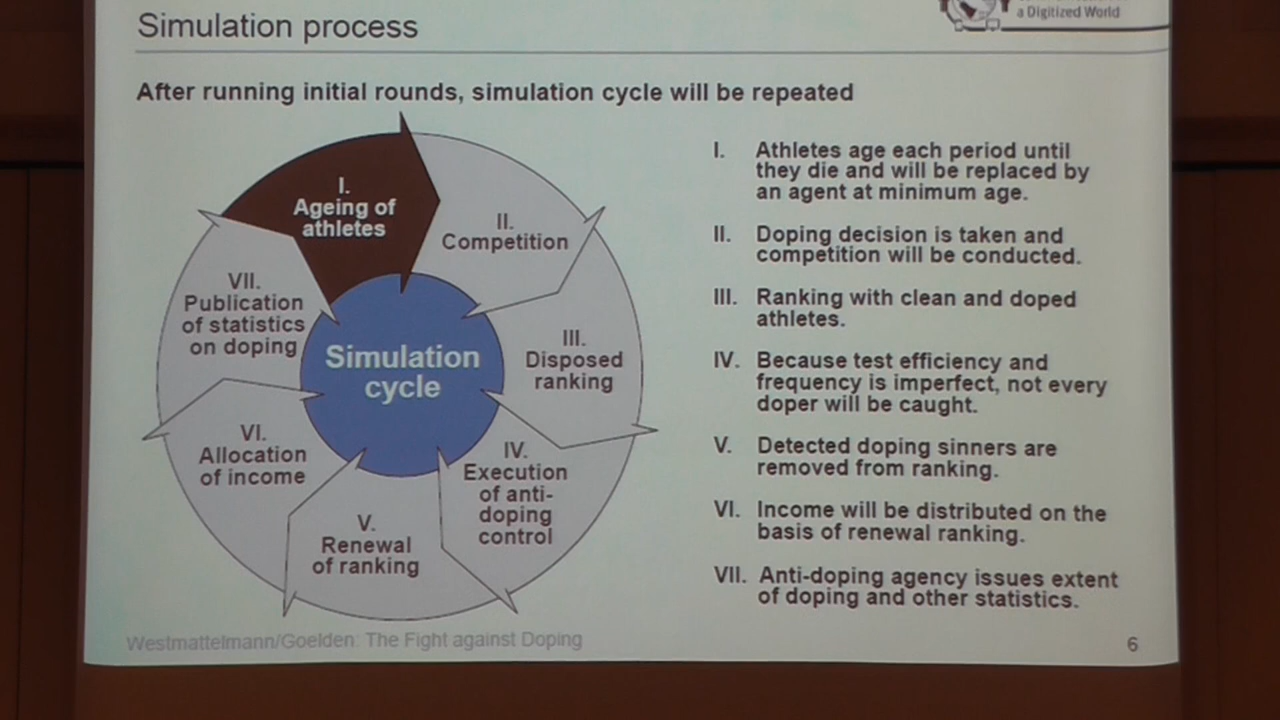 Simulation process
a Digitized World
After running initial rounds, simulation cycle will be repeated
I.
Ageing of
athletes
II.
Competition
III.
Disposed
ranking
IV.
Execution
of anti-
doping
control
V.
Renewal
of ranking
VI.
Allocation
of income
VII.
Publication
of statistics
on doping
Simulation
cycle
I. Athletes age each period until
they die and will be replaced by
an agent at minimum age.
II. Doping decision is taken and
competition will be conducted.
III. Ranking with clean and doped
athletes.
IV. Because test efficiency and
frequency is imperfect, not every
doper will be caught.
V. Detected doping sinners are
removed from ranking.
VI. Income will be distributed on the
basis of renewal ranking.
VII. Anti-doping agency issues extent
of doping and other statistics.
Westmattelmann/Goelden: The Fight against Doping
6